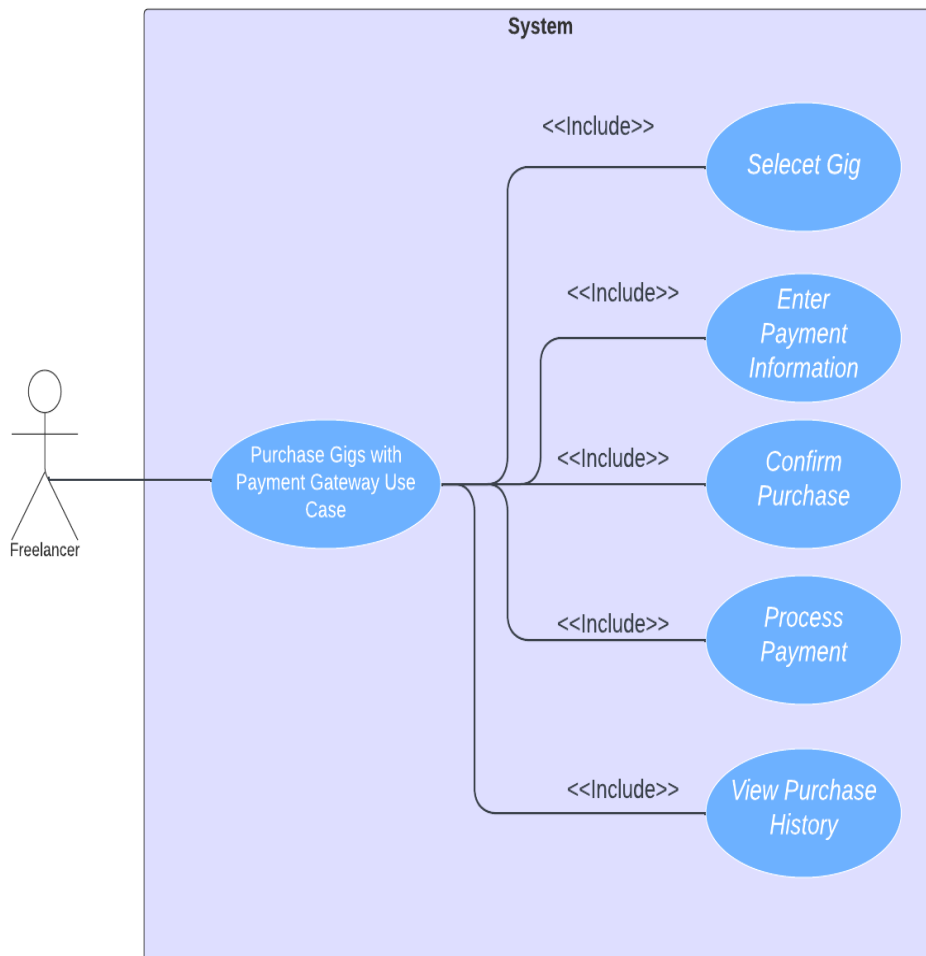 System
<<Include>>
Selecet Gig
<<Include>>
Enter
Payment
Information
Purchase Gigs with
Payment Gateway Use
Case
<<Include>>
Confirm
Purchase
Freelancer
<<Include>>
Process
Payment
<<Include>>
View Purchase
History